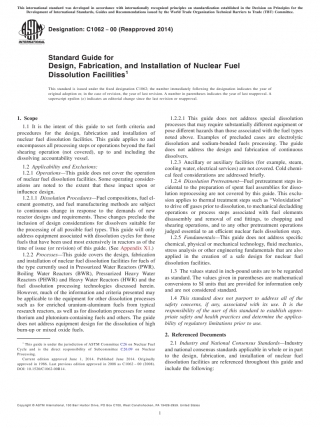 This international standard was developed in accordance with internationally recognized principles on standardization established in the Decision on Principles for the
Development of International Standards, Guides and Recommendations issued by the World Trade Organization Technical Barriers to Trade (TBT) Committee.
Designation: C1062 − 00 (Reapproved 2014)
Standard Guide for
Design, Fabrication, and Installation of Nuclear Fuel
Dissolution Facilities¹
This standard is issued under the fixed designation C1062; the number immediately following the designation indicates the year of
original adoption or, in the case of revision, the year of last revision. A number in parentheses indicates the year of last reapproval. A
superscript epsilon (ε) indicates an editorial change since the last revision or reapproval.
1. Scope
1.1 It is the intent of this guide to set forth criteria and
procedures for the design, fabrication and installation of
nuclear fuel dissolution facilities. This guide applies to and
encompasses all processing steps or operations beyond the fuel
shearing operation (not covered), up to and including the
dissolving accountability vessel.
1.2 Applicability and Exclusions:
1.2.1 Operations—This guide does not cover the operation
of nuclear fuel dissolution facilities. Some operating consider-
ations are noted to the extent that these impact upon or
influence design.
1.2.1.1 Dissolution Procedures—Fuel compositions, fuel el-
ement geometry, and fuel manufacturing methods are subject
to continuous change in response to the demands of new
reactor designs and requirements. These changes preclude the
inclusion of design considerations for dissolvers suitable for
the processing of all possible fuel types. This guide will only
address equipment associated with dissolution cycles for those
fuels that have been used most extensively in reactors as of the
time of issue (or revision) of this guide. (See Appendix X1.)
1.2.2 Processes—This guide covers the design, fabrication
and installation of nuclear fuel dissolution facilities for fuels of
the type currently used in Pressurized Water Reactors (PWR).
Boiling Water Reactors (BWR), Pressurized Heavy Water
Reactors (PHWR) and Heavy Water Reactors (HWR) and the
fuel dissolution processing technologies discussed herein.
However, much of the information and criteria presented may
be applicable to the equipment for other dissolution processes
such as for enriched uranium-aluminum fuels from typical
research reactors, as well as for dissolution processes for some
thorium and plutonium-containing fuels and others. The guide
does not address equipment design for the dissolution of high
burn-up or mixed oxide fuels.
1.2.2.1 This guide does not address special dissolution
processes that may require substantially different equipment or
pose different hazards than those associated with the fuel types
noted above. Examples of precluded cases are electrolytic
dissolution and sodium-bonded fuels processing. The guide
does not address the design and fabrication of continuous
dissolvers.
1.2.3 Ancillary or auxiliary facilities (for example, steam,
cooling water, electrical services) are not covered. Cold chemi-
cal feed considerations are addressed briefly.
1.2.4 Dissolution Pretreatment—Fuel pretreatment steps in-
cidental to the preparation of spent fuel assemblies for disso-
lution reprocessing are not covered by this guide. This exclu-
sion applies to thermal treatment steps such as “Voloxidation”
to drive off gases prior to dissolution, to mechanical decladding
operations or process steps associated with fuel elements
disassembly and removal of end fittings, to chopping and
shearing operations, and to any other pretreatment operations
judged essential to an efficient nuclear fuels dissolution step.
1.2.5 Fundamentals—This guide does not address specific
chemical, physical or mechanical technology, fluid mechanics,
stress analysis or other engineering fundamentals that are also
applied in the creation of a safe design for nuclear fuel
dissolution facilities.
1.3 The values stated in inch-pound units are to be regarded
as standard. The values given in parentheses are mathematical
conversions to SI units that are provided for information only
and are not considered standard.
1.4 This standard does not purport to address all of the
safety concerns, if any, associated with its use. It is the
responsibility of the user of this standard to establish appro-
priate safety and health practices and determine the applica-
bility of regulatory limitations prior to use.
2. Referenced Documents
2.1 Industry and National Consensus Standards—Industry
and national consensus standards applicable in whole or in part
to the design, fabrication, and installation of nuclear fuel
dissolution facilities are referenced throughout this guide and
include the following:
¹ This guide is under the jurisdiction of ASTM Committee C26 on Nuclear Fuel
Cycle and is the direct responsibility of Subcommittee C26.09 on Nuclear
Processing.
Current edition approved June 1, 2014. Published June 2014. Originally
approved in 1986. Last previous edition approved in 2008 as C1062 – 00 (2008).
DOI: 10.1520/C1062-00R14.
Copyright © ASTM International, 100 Barr Harbor Drive, PO Box C700, West Conshohocken, PA 19428-2959. United States
1